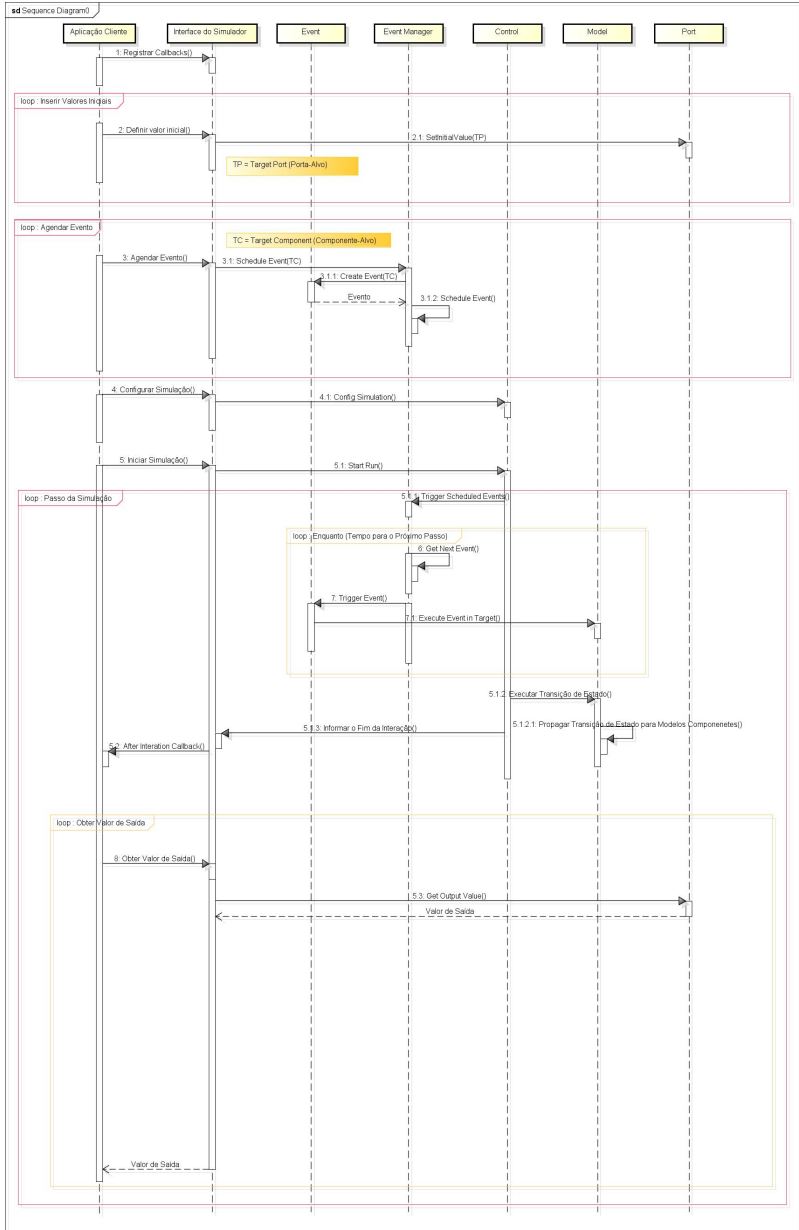 sd Sequence Diagram0
Aplicação Cliente
Interface do Simulador
Event
Event Manager
Control
Model
Port
1: Registrar Callbacks()
loop : Inserir Valores Iniciais
2: Definir valor inicial()
2.1: SetInitialValue(TP)
TP = Target Port (Porta-Alvo)
loop : Agendar Evento
TC = Target Component (Componente-Alvo)
3: Agendar Evento()
3.1: Schedule Event(TC)
3.1.1: Create Event(TC)
Evento
3.1.2: Schedule Event()
4: Configurar Simulação()
4.1: Config Simulation()
5: Iniciar Simulação()
5.1: Start Run()
loop : Passo da Simulação
5.1.1: Trigger Scheduled Events()
loop : Enquanto (Tempo para o Próximo Passo)
6: Get Next Event()
7: Trigger Event()
7.1: Execute Event in Target()
5.1.2: Executar Transição de Estado()
5.1.2.1: Propagar Transição de Estado para Modelos Componenetes()
5.1.3: Informar o Fim da Interação()
5.2: After Interation Callback()
loop : Obter Valor de Saída
8: Obter Valor de Saída()
5.3: Get Output Value()
Valor de Saída
Valor de Saída